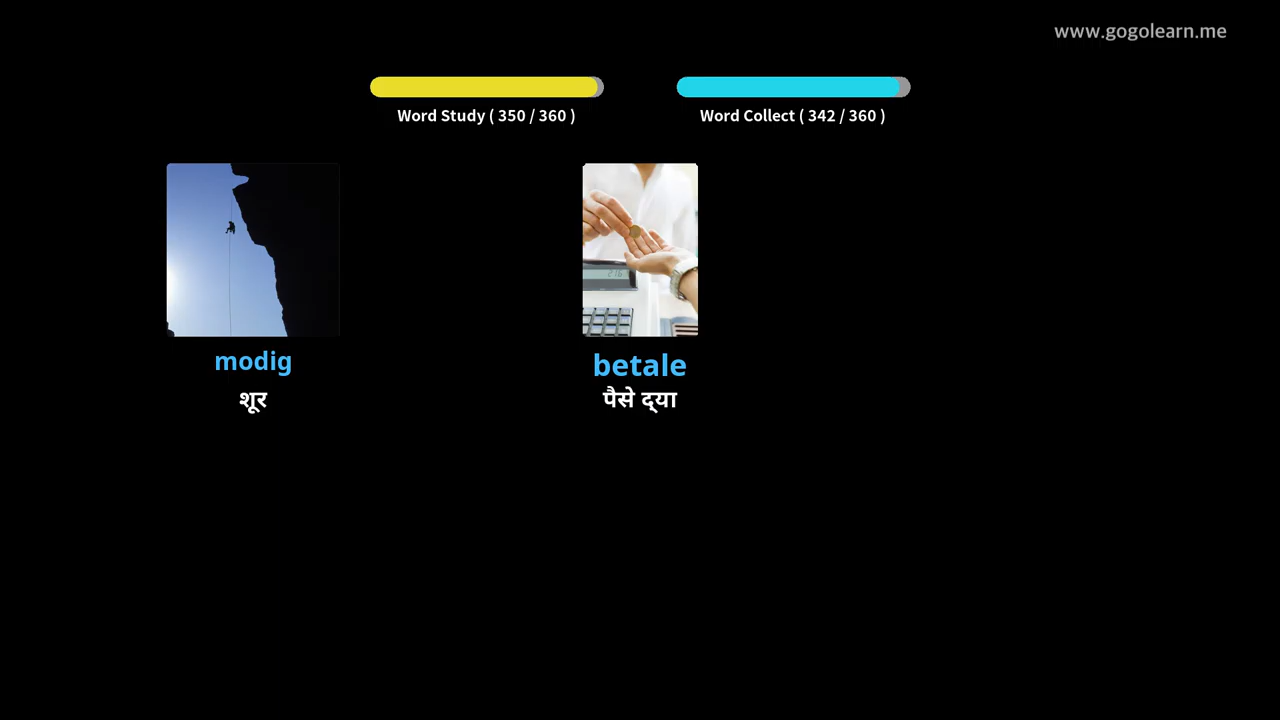 www.gogolearn.me
Word Study ( 350 / 360 )
Word Collect ( 342 / 360 )
modig
शूर
betale
पैसे द्या